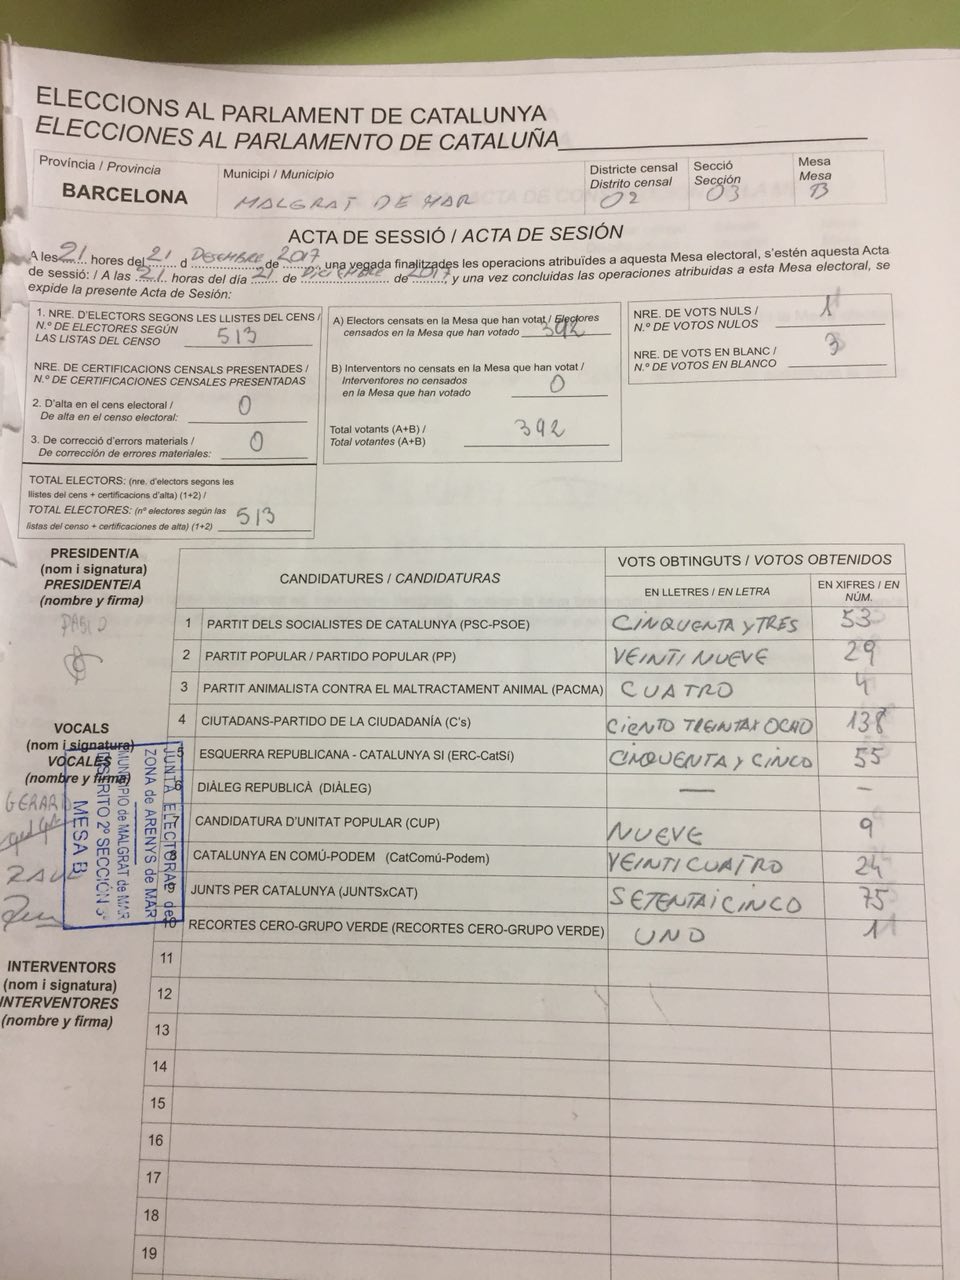 ELECCIONS AL PARLAMENT DE CATALUNYA
ELECCIONES AL PARLAMENTO DE CATALUÑA
Província / Provincia
BARCELONA
Municipi / Municipio
MALGRAT DE MAR
Districte censal
Distrito censal
02
Secció
Sección
03
Mesa
Mesa
B
ACTA DE SESSIÓ / ACTA DE SESIÓN
A les 21 hores del 21 d DESEMBRE de 2017 una vegada finalitzades les operacions atribuïdes a aquesta Mesa electoral, s'estén aquesta Acta
de sessió: / A las 21 horas del día 21 de DICIEMBRE de 2017, y una vez concluidas las operaciones atribuidas a esta Mesa electoral, se
expide la presente Acta de Sesión:
1. NRE. D'ELECTORS SEGONS LES LLISTES DEL CENS /
N.º DE ELECTORES SEGÚN
LAS LISTAS DEL CENSO 513
NRE. DE CERTIFICACIONS CENSALS PRESENTADES /
N.º DE CERTIFICACIONES CENSALES PRESENTADAS
2. D'alta en el cens electoral /
De alta en el censo electoral: 0
3. De correcció d'errors materials /
De corrección de errores materiales: 0
TOTAL ELECTORS: (nre. d'electors segons les
llistes del cens + certificacions d'alta) (1+2) /
TOTAL ELECTORES: (nº electores según las
listas del censo + certificaciones de alta) (1+2) 513
A) Electors censats en la Mesa que han votat / Electores
censados en la Mesa que han votado 392
B) Interventors no censats en la Mesa que han votat /
Interventores no censados
en la Mesa que han votado 0
Total votants (A+B) /
Total votantes (A+B) 392
NRE. DE VOTS NULS /
N.º DE VOTOS NULOS 1
NRE. DE VOTS EN BLANC /
N.º DE VOTOS EN BLANCO 3
PRESIDENT/A
(nom i signatura)
PRESIDENTE/A
(nombre y firma)
PABLO
VOCALS
(nom i signatura)
VOCALES
(nombre y firma)
GERARD
JUNTA ELECTORAL de
ZONA de ARENYS de MAR
MUNICIPIO de MALGRAT de MAR
DISTRITO 2º SECCION 3ª
MESA B
INTERVENTORS
(nom i signatura)
INTERVENTORES
(nombre y firma)
CANDIDATURES / CANDIDATURAS
VOTS OBTINGUTS / VOTOS OBTENIDOS
EN LLETRES / EN LETRA
EN XIFRES / EN
NÚM.
1 PARTIT DELS SOCIALISTES DE CATALUNYA (PSC-PSOE) CINQUENTA y TRES 53
2 PARTIT POPULAR / PARTIDO POPULAR (PP) VEINTI NUEVE 29
3 PARTIT ANIMALISTA CONTRA EL MALTRACTAMENT ANIMAL (PACMA) CUATRO 4
4 CIUTADANS-PARTIDO DE LA CIUDADANÍA (C's) CIENTO TREINTA Y OCHO 138
5 ESQUERRA REPUBLICANA - CATALUNYA SI (ERC-CatSí) CINQUENTA y CINCO 55
6 DIÀLEG REPUBLICÀ (DIÀLEG) — –
7 CANDIDATURA D'UNITAT POPULAR (CUP) NUEVE 9
8 CATALUNYA EN COMÚ-PODEM (CatComú-Podem) VEINTICUATRO 24
9 JUNTS PER CATALUNYA (JUNTSxCAT) SETENTAiCINCO 75
10 RECORTES CERO-GRUPO VERDE (RECORTES CERO-GRUPO VERDE) UNO 1
11
12
13
14
15
16
17
18
19